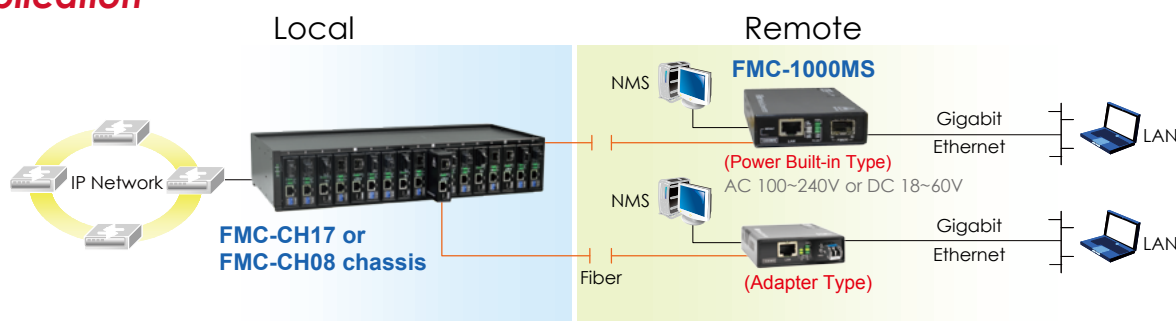 plication
Local
Remote
NMS
FMC-1000MS
Gigabit
Ethernet
LAN
(Power Built-in Type)
AC 100~240V or DC 18~60V
IP Network
NMS
FMC-CH17 or
FMC-CH08 chassis
Gigabit
Ethernet
LAN
Fiber
(Adapter Type)